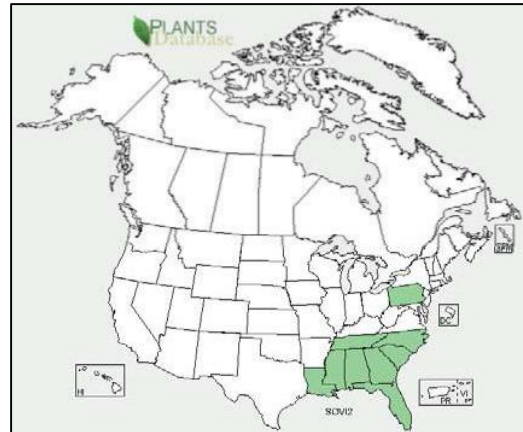 PLANTS
Database
SPM
DC
HI
PR
VI
SOVI2